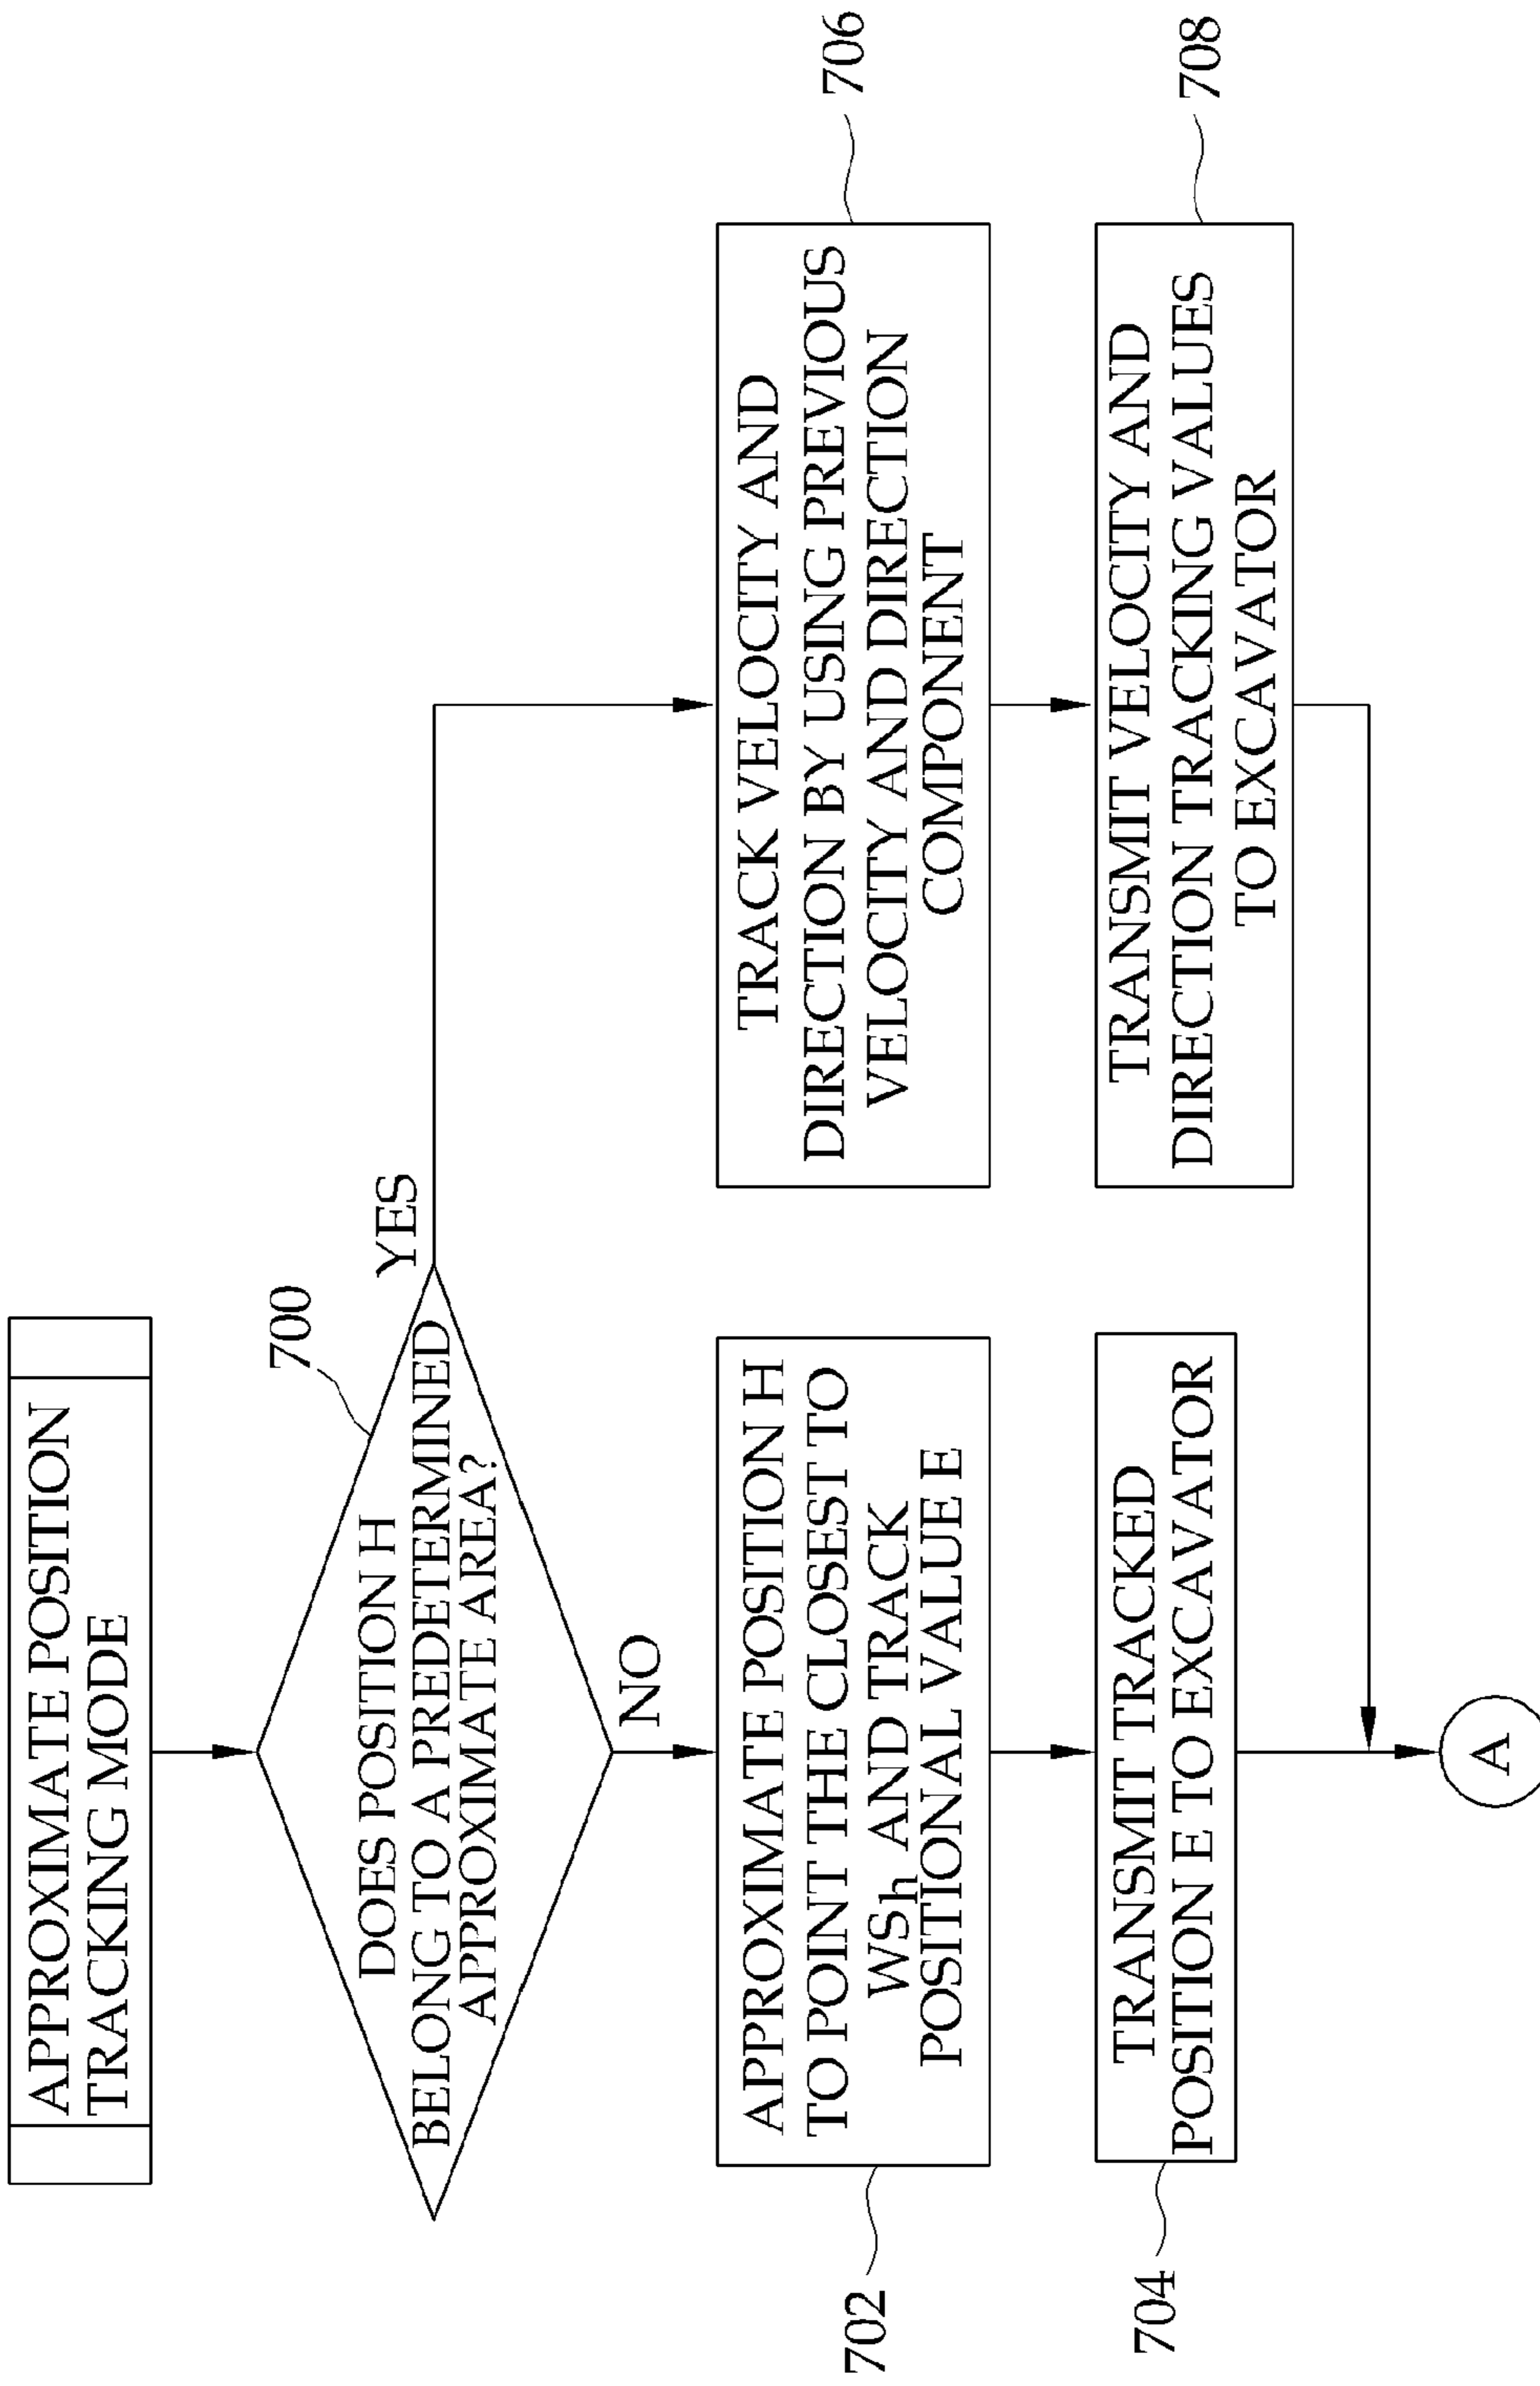 APPROXIMATE POSITION
TRACKING MODE
700
DOES POSITION H
BELONG TO A PREDETERMINED
APPROXIMATE AREA?
YES
NO
702
APPROXIMATE POSITION H
TO POINT THE CLOSEST TO
WSh AND TRACK
POSITIONAL VALUE E
706
TRACK VELOCITY AND
DIRECTION BY USING PREVIOUS
VELOCITY AND DIRECTION
COMPONENT
704
TRANSMIT TRACKED
POSITION E TO EXCAVATOR
708
TRANSMIT VELOCITY AND
DIRECTION TRACKING VALUES
TO EXCAVATOR
A